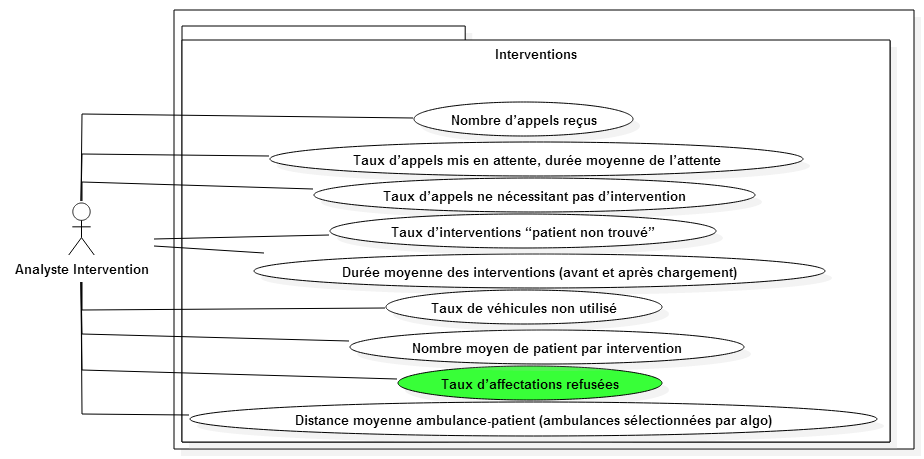 Interventions
Nombre d’appels reçus
Taux d’appels mis en attente, durée moyenne de l’attente
Taux d’appels ne nécessitant pas d’intervention
Taux d’interventions “patient non trouvé”
Analyste Intervention
Durée moyenne des interventions (avant et après chargement)
Taux de véhicules non utilisé
Nombre moyen de patient par intervention
Taux d’affectations refusées
Distance moyenne ambulance-patient (ambulances sélectionnées par algo)